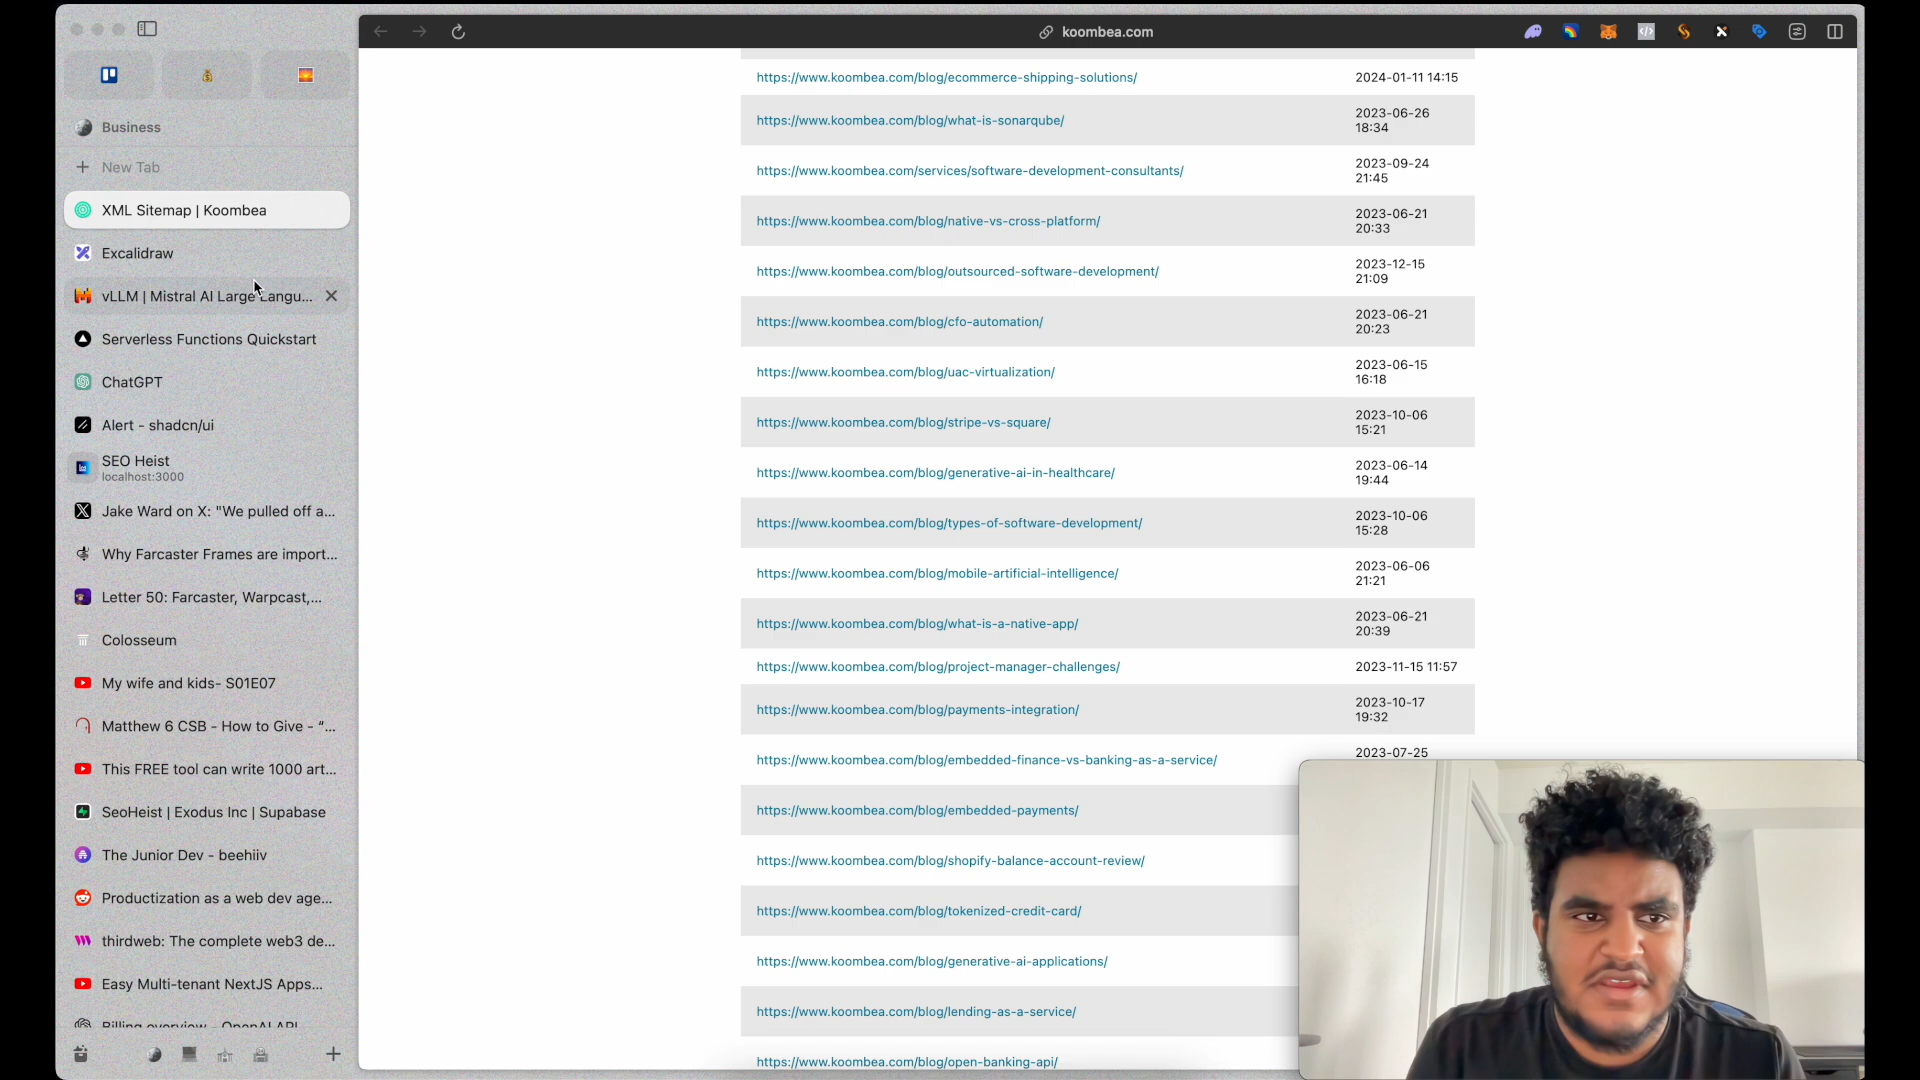 koombea.com
Business
New Tab
XML Sitemap | Koombea
Excalidraw
vLLM | Mistral AI Large Langu...
Serverless Functions Quickstart
ChatGPT
Alert - shadcn/ui
SEO Heist
localhost:3000
Jake Ward on X: "We pulled off a...
Why Farcaster Frames are import...
Letter 50: Farcaster, Warpcast,...
Colosseum
My wife and kids- S01E07
Matthew 6 CSB - How to Give - “...
This FREE tool can write 1000 art...
SeoHeist | Exodus Inc | Supabase
The Junior Dev - beehiiv
Productization as a web dev age...
thirdweb: The complete web3 de...
Easy Multi-tenant NextJS Apps...
Billing overview - OpenAI API
https://www.koombea.com/blog/ecommerce-shipping-solutions/ 2024-01-11 14:15
https://www.koombea.com/blog/what-is-sonarqube/ 2023-06-26
18:34
https://www.koombea.com/services/software-development-consultants/ 2023-09-24
21:45
https://www.koombea.com/blog/native-vs-cross-platform/ 2023-06-21
20:33
https://www.koombea.com/blog/outsourced-software-development/ 2023-12-15
21:09
https://www.koombea.com/blog/cfo-automation/ 2023-06-21
20:23
https://www.koombea.com/blog/uac-virtualization/ 2023-06-15
16:18
https://www.koombea.com/blog/stripe-vs-square/ 2023-10-06
15:21
https://www.koombea.com/blog/generative-ai-in-healthcare/ 2023-06-14
19:44
https://www.koombea.com/blog/types-of-software-development/ 2023-10-06
15:28
https://www.koombea.com/blog/mobile-artificial-intelligence/ 2023-06-06
21:21
https://www.koombea.com/blog/what-is-a-native-app/ 2023-06-21
20:39
https://www.koombea.com/blog/project-manager-challenges/ 2023-11-15 11:57
https://www.koombea.com/blog/payments-integration/ 2023-10-17
19:32
https://www.koombea.com/blog/embedded-finance-vs-banking-as-a-service/ 2023-07-25
https://www.koombea.com/blog/embedded-payments/
https://www.koombea.com/blog/shopify-balance-account-review/
https://www.koombea.com/blog/tokenized-credit-card/
https://www.koombea.com/blog/generative-ai-applications/
https://www.koombea.com/blog/lending-as-a-service/
https://www.koombea.com/blog/open-banking-api/